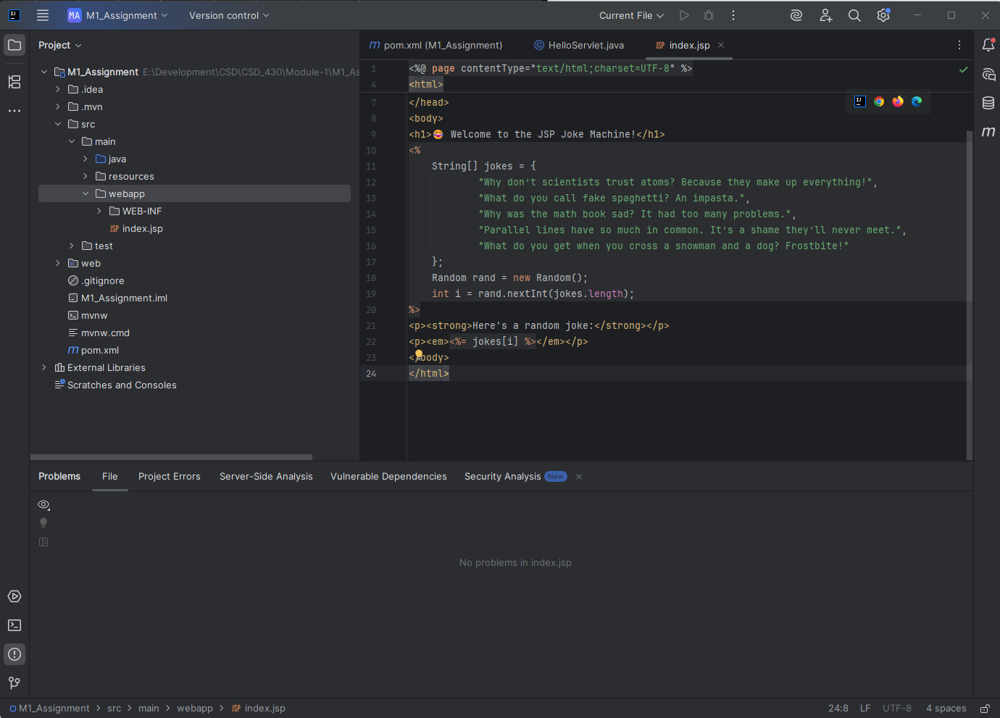 MA M1_Assignment Version control Current File
Project
pom.xml (M1_Assignment) HelloServlet.java JSP index.jsp
M1_Assignment E:\Development\CSD\CSD_430\Module-1\M1_As
.idea
.mvn
src
main
java
resources
webapp
WEB-INF
JSP index.jsp
test
web
.gitignore
M1_Assignment.iml
mvnw
mvnw.cmd
m pom.xml
External Libraries
Scratches and Consoles
1 <%@ page contentType="text/html;charset=UTF-8" %>
4 <html>
7 </head>
8 <body>
9 <h1>😂 Welcome to the JSP Joke Machine!</h1>
10 <%
11 String[] jokes = {
12 "Why don't scientists trust atoms? Because they make up everything!",
13 "What do you call fake spaghetti? An impasta.",
14 "Why was the math book sad? It had too many problems.",
15 "Parallel lines have so much in common. It's a shame they'll never meet.",
16 "What do you get when you cross a snowman and a dog? Frostbite!"
17 };
18 Random rand = new Random();
19 int i = rand.nextInt(jokes.length);
20 %>
21 <p><strong>Here's a random joke:</strong></p>
22 <p><em><%= jokes[i] %></em></p>
23 </body>
24 </html>
Problems File Project Errors Server-Side Analysis Vulnerable Dependencies Security Analysis New
No problems in index.jsp
M1_Assignment > src > main > webapp > JSP index.jsp 24:8 LF UTF-8 4 spaces